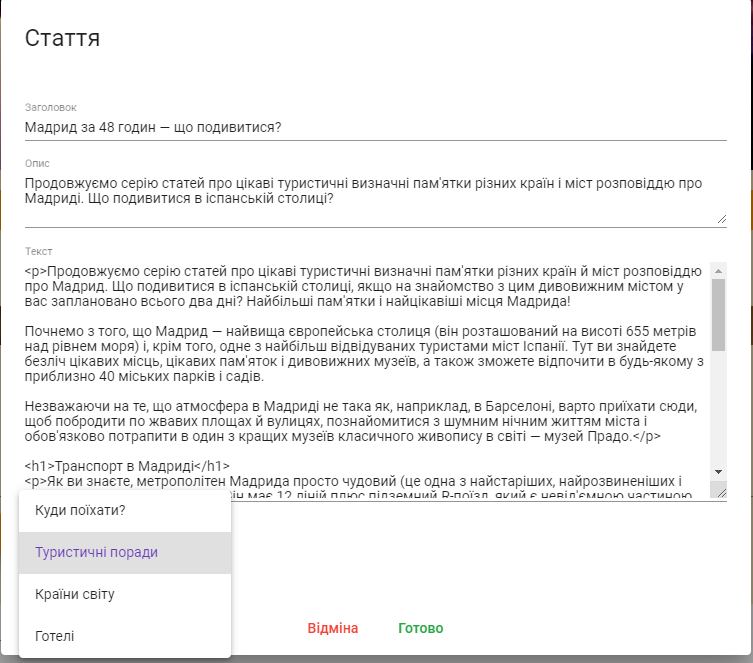 Стаття
Заголовок
Мадрид за 48 годин — що подивитися?
Опис
Продовжуємо серію статей про цікаві туристичні визначні пам'ятки різних країн і міст розповіддю про
Мадриді. Що подивитися в іспанській столиці?
Текст
<p>Продовжуємо серію статей про цікаві туристичні визначні пам'ятки різних країн й міст розповіддю
про Мадрид. Що подивитися в іспанській столиці, якщо на знайомство з цим дивовижним містом у
вас заплановано всього два дні? Найбільші пам'ятки і найцікавіші місця Мадрида!
Почнемо з того, що Мадрид — найвища європейська столиця (він розташований на висоті 655 метрів
над рівнем моря) і, крім того, одне з найбільш відвідуваних туристами міст Іспанії. Тут ви знайдете
безліч цікавих місць, цікавих пам'яток і дивовижних музеїв, а також зможете відпочити в будь-якому з
приблизно 40 міських парків і садів.
Незважаючи на те, що атмосфера в Мадриді не така як, наприклад, в Барселоні, варто приїхати сюди,
щоб побродити по жвавих площах й вулицях, познайомитися з шумним нічним життям міста і
обов'язково потрапити в один з кращих музеїв класичного живопису в світі — музей Прадо.</p>
<h1>Транспорт в Мадриді</h1>
<p>Як ви знаєте, метрополітен Мадрида просто чудовий (це одна з найстаріших, найрозвиненіших і
він має 12 ліній плюс підземний R-поїзд, який є невід'ємною частиною
Куди поїхати?
Туристичні поради
Країни світу
Готелі
Відміна
Готово